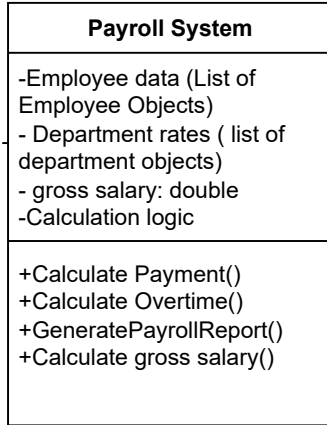 Payroll System
-Employee data (List of
Employee Objects)
- Department rates ( list of
department objects)
- gross salary: double
-Calculation logic
+Calculate Payment()
+Calculate Overtime()
+GeneratePayrollReport()
+Calculate gross salary()